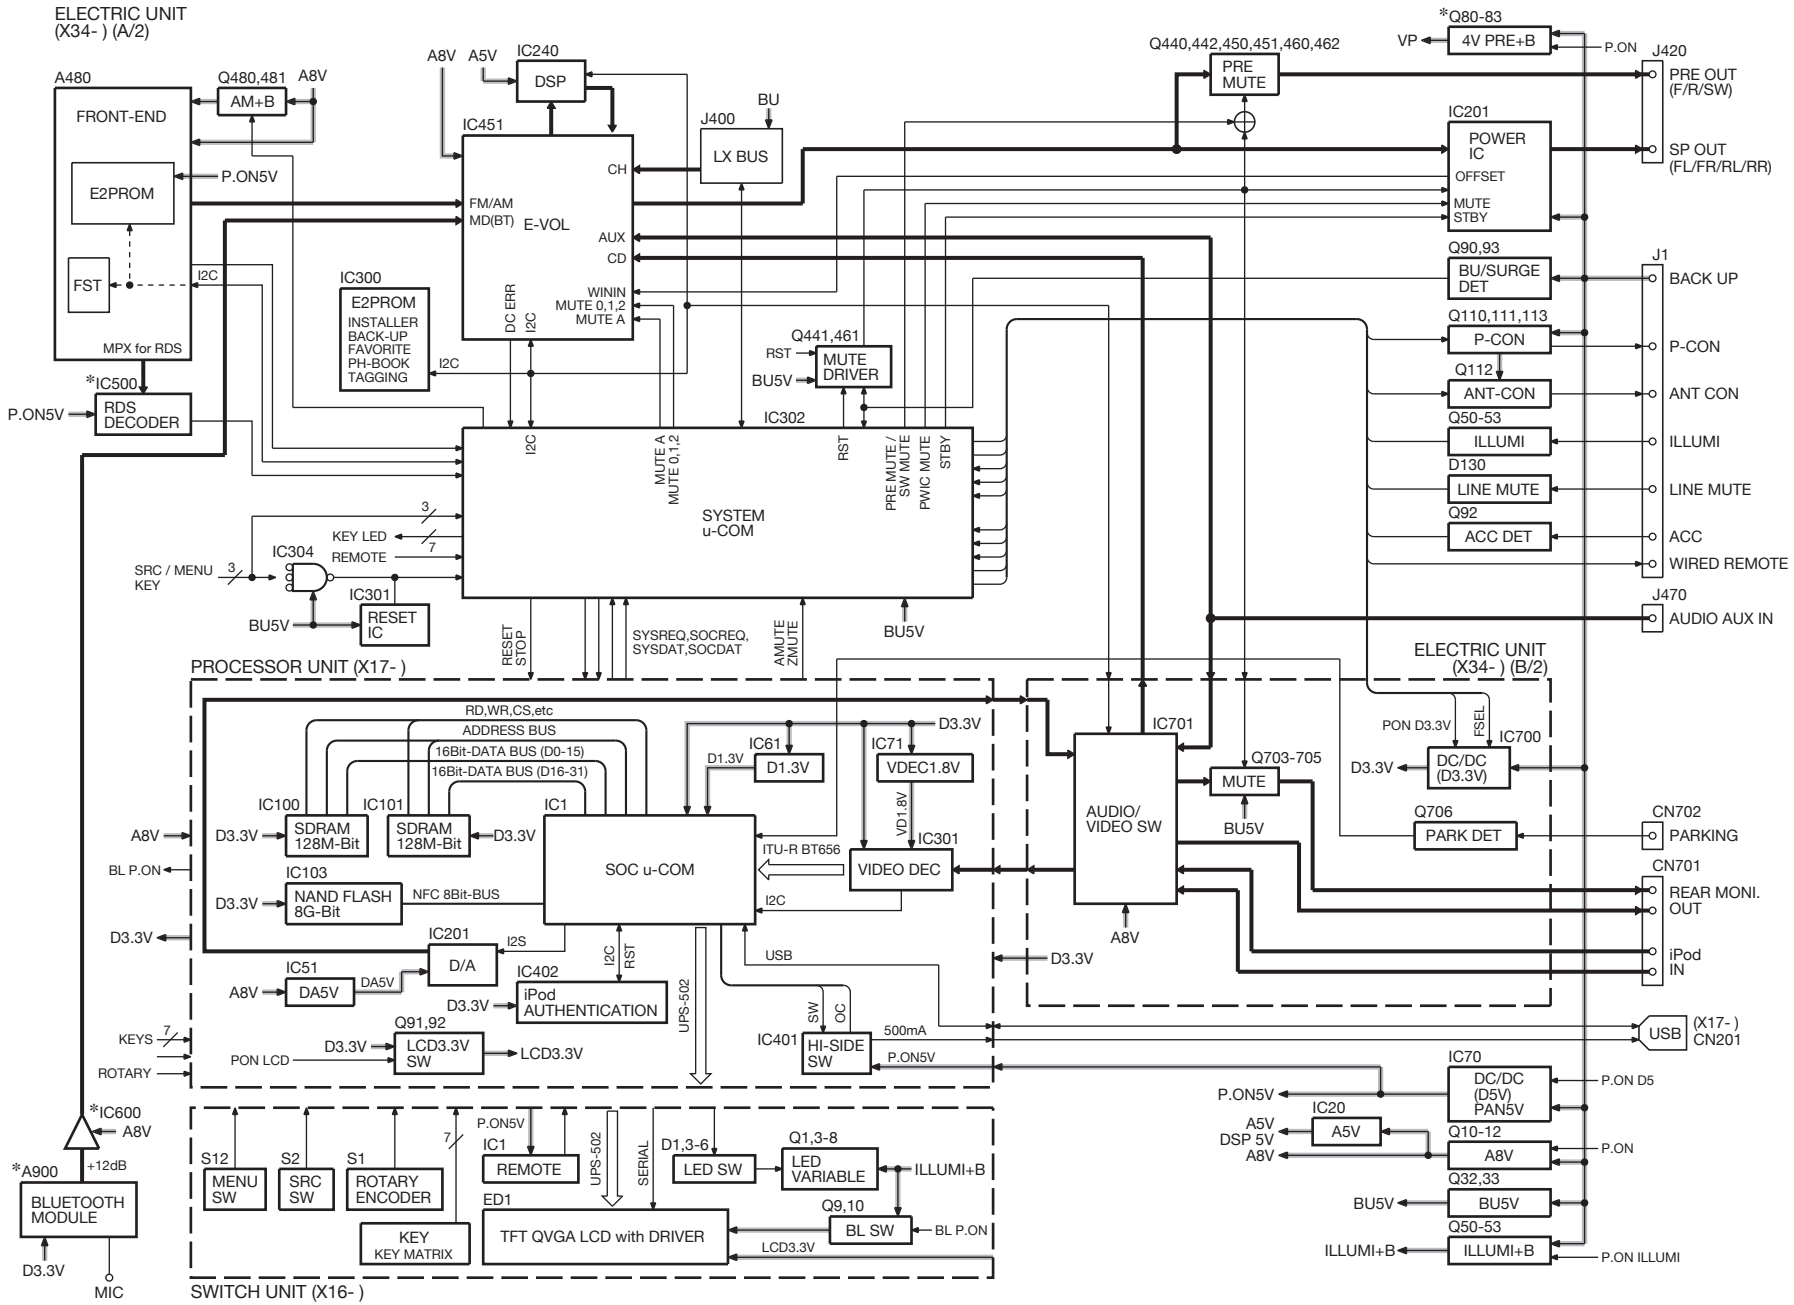 ELECTRIC UNIT
(X34- ) (A/2)
A480
FRONT-END
E2PROM
FST
MPX for RDS
Q480,481
AM+B
A8V
P.ON5V
I2C
*IC500
RDS
DECODER
P.ON5V
A8V
A5V
IC240
DSP
IC451
E-VOL
FM/AM
MD(BT)
CH
AUX
CD
WININ
MUTE 0,1,2
MUTE A
DC ERR
I2C
BU
J400
LX BUS
IC300
E2PROM
INSTALLER
BACK-UP
FAVORITE
PH-BOOK
TAGGING
I2C
Q441,461
RST
BU5V
MUTE
DRIVER
Q440,442,450,451,460,462
PRE
MUTE
*Q80-83
VP
4V PRE+B
P.ON
J420
PRE OUT
(F/R/SW)
SP OUT
(FL/FR/RL/RR)
IC201
POWER
IC
OFFSET
MUTE
STBY
Q90,93
BU/SURGE
DET
Q110,111,113
P-CON
Q112
ANT-CON
Q50-53
ILLUMI
D130
LINE MUTE
Q92
ACC DET
J1
BACK UP
P-CON
ANT CON
ILLUMI
LINE MUTE
ACC
WIRED REMOTE
J470
AUDIO AUX IN
IC302
SYSTEM
u-COM
I2C
MUTE A
MUTE 0,1,2
RST
PRE MUTE /
SW MUTE
PWIC MUTE
STBY
3
KEY LED
7
REMOTE
SRC / MENU
KEY
3
IC304
IC301
RESET
IC
BU5V
RESET
STOP
SYSREQ,SOCREQ,
SYSDAT,SOCDAT
AMUTE
ZMUTE
BU5V
PROCESSOR UNIT (X17- )
RD,WR,CS,etc
ADDRESS BUS
16Bit-DATA BUS (D0-15)
16Bit-DATA BUS (D16-31)
IC100
SDRAM
128M-Bit
D3.3V
IC101
SDRAM
128M-Bit
D3.3V
IC1
SOC u-COM
IC61
D1.3V
D1.3V
IC71
VDEC1.8V
VD1.8V
D3.3V
IC301
VIDEO DEC
ITU-R BT656
I2C
IC103
NAND FLASH
8G-Bit
D3.3V
NFC 8Bit-BUS
IC201
D/A
I2S
IC51
DA5V
A8V
DA5V
IC402
iPod
AUTHENTICATION
D3.3V
I2C
RST
UPS-502
USB
SW
OC
IC401
HI-SIDE
SW
500mA
P.ON5V
Q91,92
LCD3.3V
SW
D3.3V
PON LCD
LCD3.3V
A8V
BL P.ON
D3.3V
KEYS
7
ROTARY
ELECTRIC UNIT
(X34- ) (B/2)
IC701
AUDIO/
VIDEO SW
A8V
D3.3V
Q703-705
MUTE
BU5V
PON D3.3V
FSEL
IC700
DC/DC
(D3.3V)
D3.3V
Q706
PARK DET
CN702
PARKING
CN701
REAR MONI.
OUT
iPod
IN
USB
(X17- )
CN201
IC70
DC/DC
(D5V)
PAN5V
P.ON D5
P.ON5V
IC20
A5V
A5V
DSP 5V
A8V
Q10-12
A8V
P.ON
Q32,33
BU5V
BU5V
Q50-53
ILLUMI+B
ILLUMI+B
P.ON ILLUMI
*IC600
A8V
+12dB
*A900
BLUETOOTH
MODULE
D3.3V
MIC
S12
MENU
SW
S2
SRC
SW
S1
ROTARY
ENCODER
7
KEY
KEY MATRIX
P.ON5V
IC1
REMOTE
UPS-502
SERIAL
D1,3-6
LED SW
Q1,3-8
LED
VARIABLE
ILLUMI+B
ED1
TFT QVGA LCD with DRIVER
Q9,10
BL SW
BL P.ON
LCD3.3V
SWITCH UNIT (X16- )